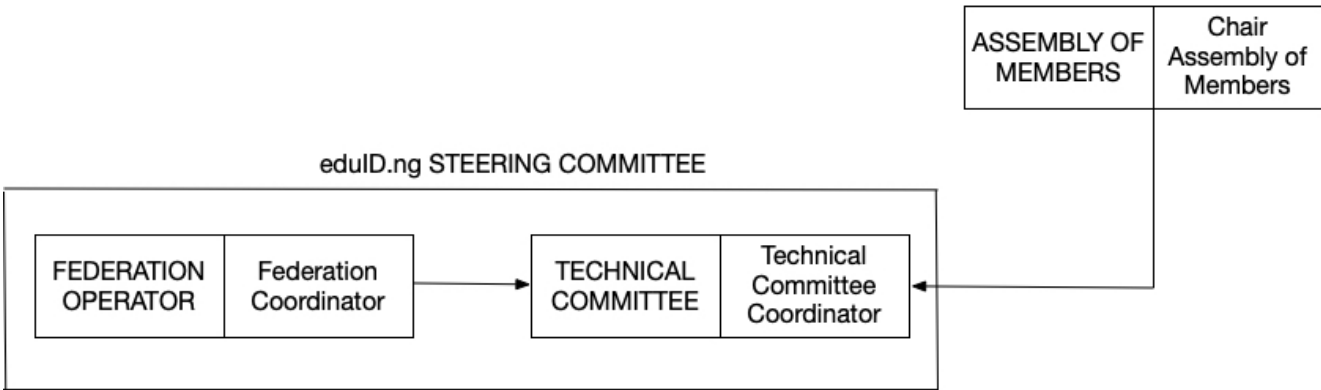 ASSEMBLY OF
MEMBERS
Chair
Assembly of
Members
eduID.ng STEERING COMMITTEE
FEDERATION
OPERATOR
Federation
Coordinator
TECHNICAL
COMMITTEE
Technical
Committee
Coordinator